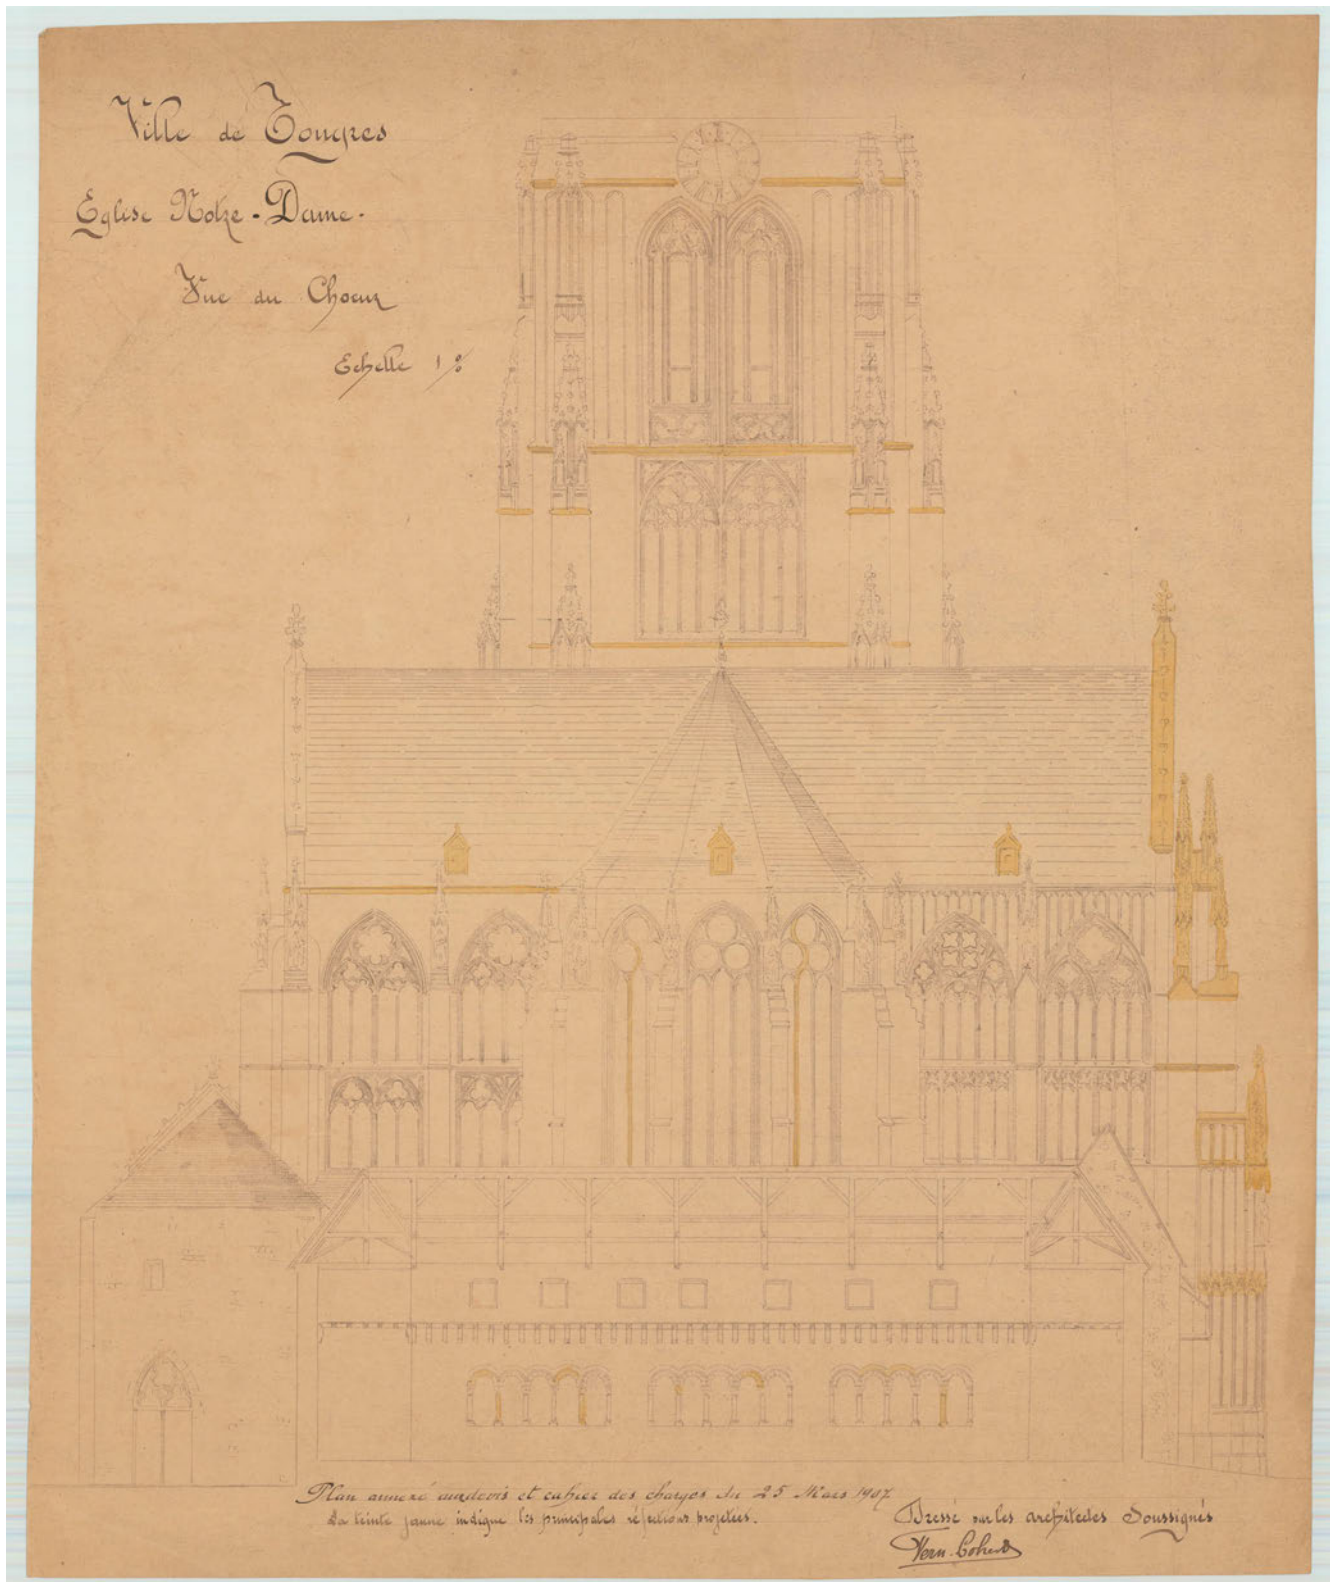 Ville de Tongres
Eglise Notre-Dame-
Vue du Choeur
Echelle 1 %
Plan annexé au devis et cahier des charges du 25 Mars 1907
La teinte jaune indique les principales réfections projetées.
Dressé par les architectes Soussignés